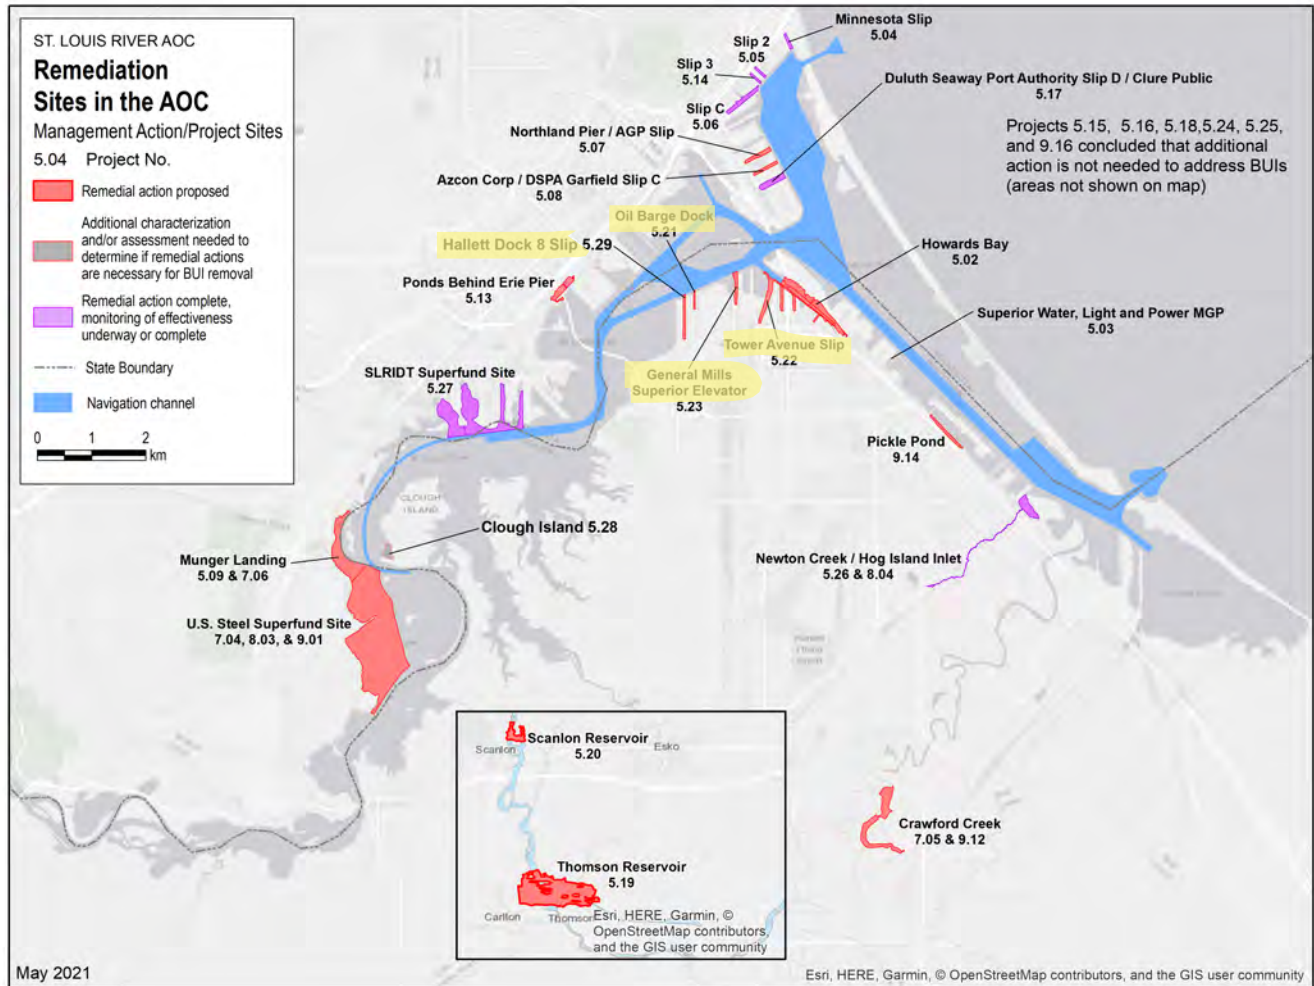 ST. LOUIS RIVER AOC
Remediation
Sites in the AOC
Management Action/Project Sites
5.04 Project No.
Remedial action proposed
Additional characterization
and/or assessment needed to
determine if remedial actions
are necessary for BUI removal
Remedial action complete,
monitoring of effectiveness
underway or complete
State Boundary
Navigation channel
0 1 2
km
Minnesota Slip
5.04
Slip 2
5.05
Slip 3
5.14
Duluth Seaway Port Authority Slip D / Clure Public
5.17
Slip C
5.06
Projects 5.15, 5.16, 5.18,5.24, 5.25,
and 9.16 concluded that additional
action is not needed to address BUIs
(areas not shown on map)
Northland Pier / AGP Slip
5.07
Azcon Corp / DSPA Garfield Slip C
5.08
Oil Barge Dock
5.21
Hallett Dock 8 Slip 5.29
Howards Bay
5.02
Ponds Behind Erie Pier
5.13
Superior Water, Light and Power MGP
5.03
Tower Avenue Slip
5.22
SLRIDT Superfund Site
5.27
General Mills
Superior Elevator
5.23
Pickle Pond
9.14
CLOUGH
ISLAND
Clough Island 5.28
Munger Landing
5.09 & 7.06
Newton Creek / Hog Island Inlet
5.26 & 8.04
U.S. Steel Superfund Site
7.04, 8.03, & 9.01
Scanlon Reservoir
5.20
Scanlon
Esko
Crawford Creek
7.05 & 9.12
Thomson Reservoir
5.19
Carlton
Thomson
Esri, HERE, Garmin, ©
OpenStreetMap contributors,
and the GIS user community
May 2021
Esri, HERE, Garmin, © OpenStreetMap contributors, and the GIS user community